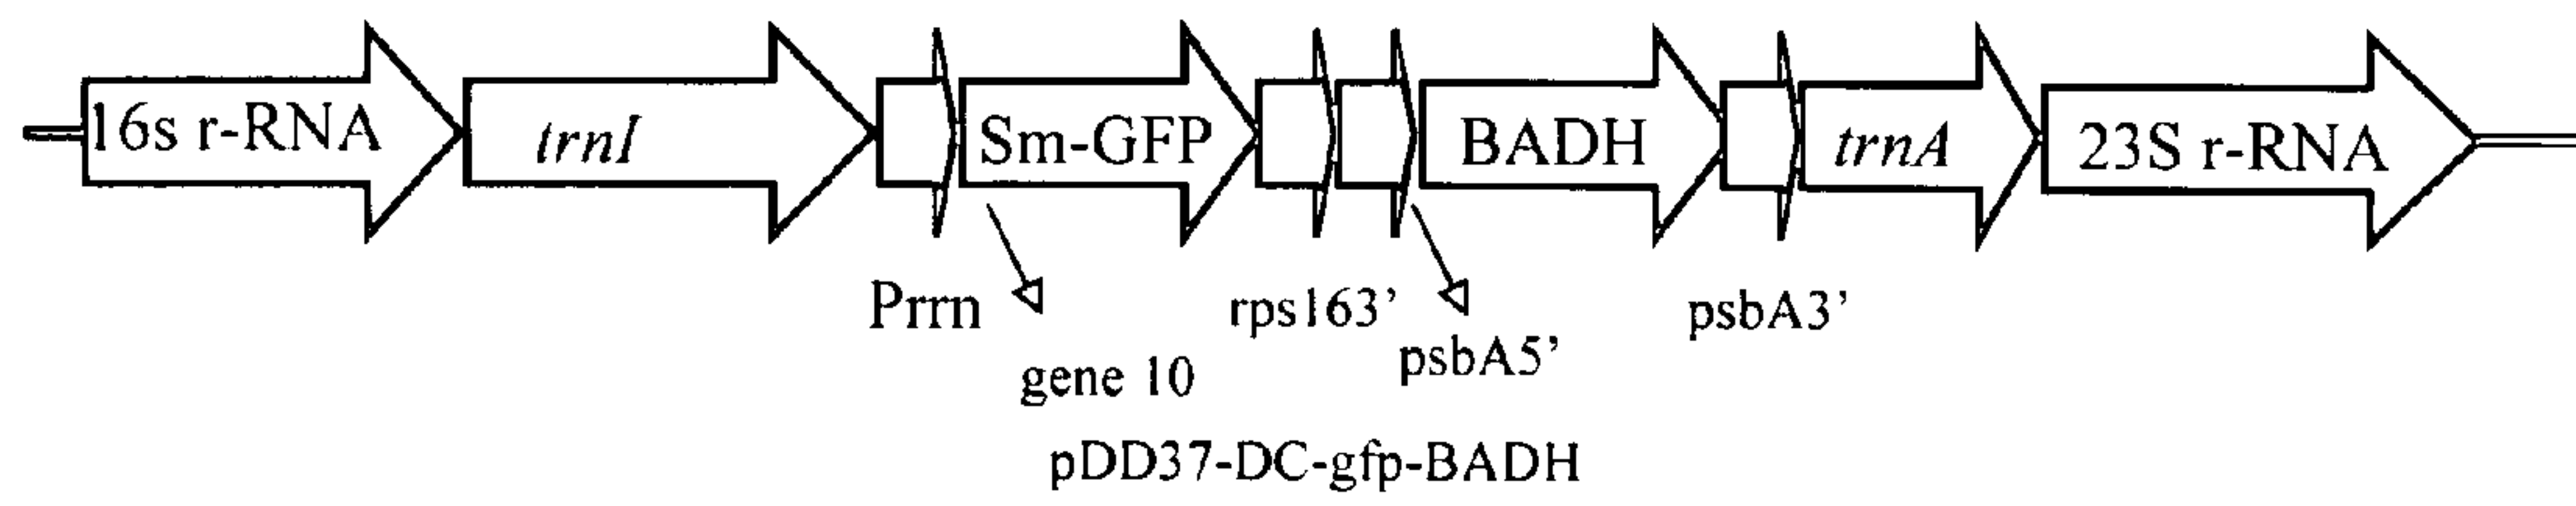 16s r-RNA trnI Sm-GFP BADH trnA 23S r-RNA
Prrn rps163’ psbA3’
psbA5’
gene 10
pDD37-DC-gfp-BADH